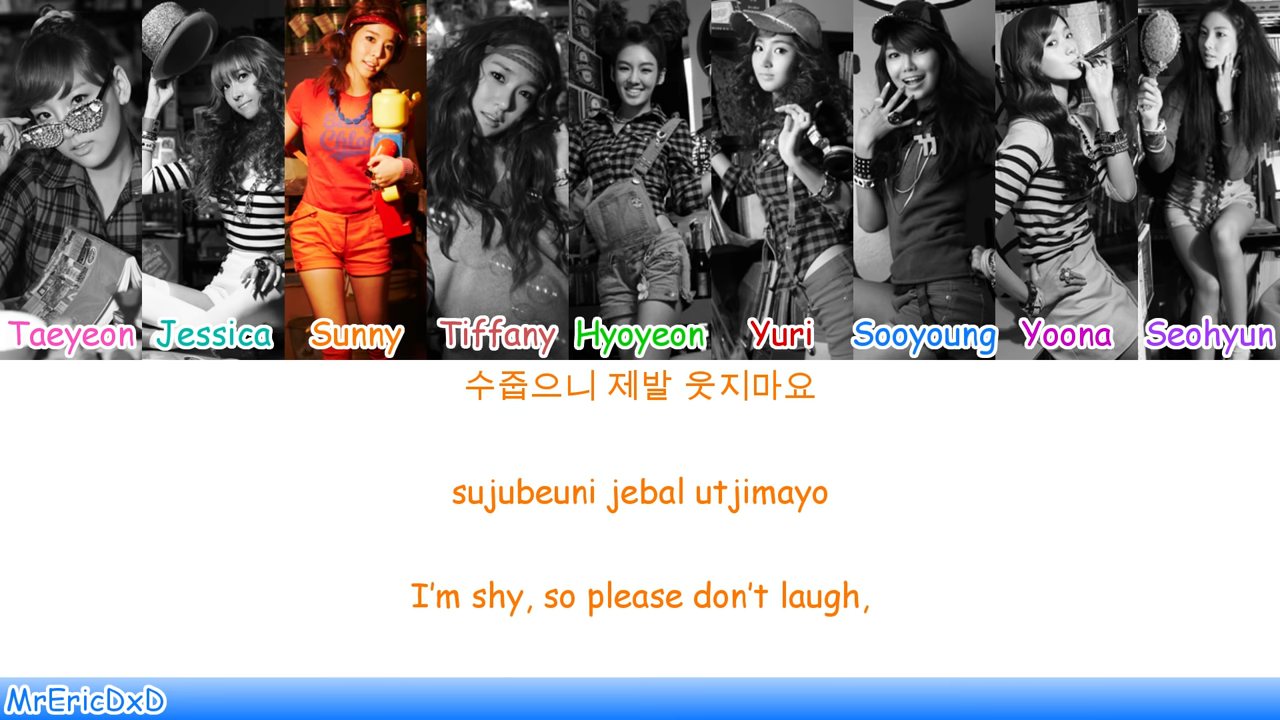 Taeyeon Jessica Sunny Tiffany Hyoyeon Yuri Sooyoung Yoona Seohyun
수줍으니 제발 웃지마요
sujubeuni jebal utjimayo
I'm shy, so please don't laugh,
MrEricDxD